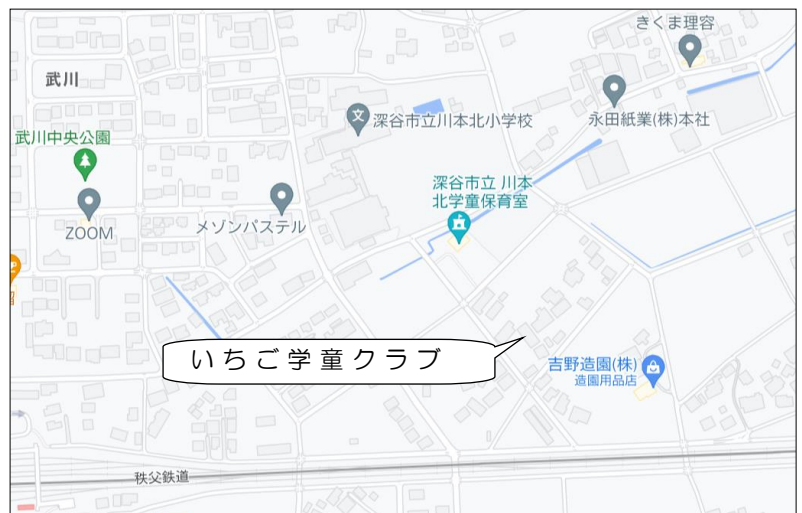 きくま理容
武川
永田紙業(株)本社
深谷市立川本北小学校
武川中央公園
深谷市立 川本
北学童保育室
ZOOM
メゾンパステル
いちご学童クラブ
吉野造園(株)
造園用品店
秩父鉄道